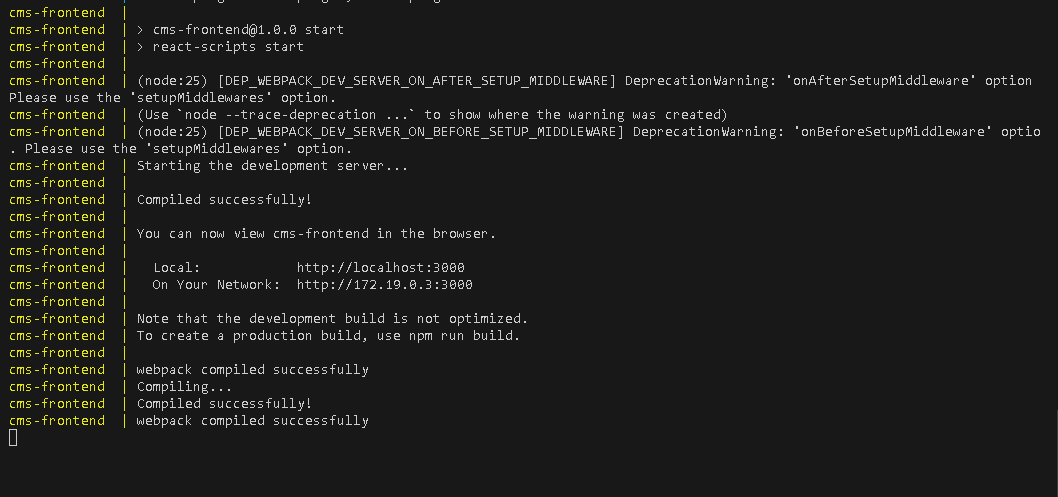 cms-frontend |
cms-frontend | > cms-frontend@1.0.0 start
cms-frontend | > react-scripts start
cms-frontend |
cms-frontend | (node:25) [DEP_WEBPACK_DEV_SERVER_ON_AFTER_SETUP_MIDDLEWARE] DeprecationWarning: 'onAfterSetupMiddleware' option
Please use the 'setupMiddlewares' option.
cms-frontend | (Use `node --trace-deprecation ...` to show where the warning was created)
cms-frontend | (node:25) [DEP_WEBPACK_DEV_SERVER_ON_BEFORE_SETUP_MIDDLEWARE] DeprecationWarning: 'onBeforeSetupMiddleware' optio
. Please use the 'setupMiddlewares' option.
cms-frontend | Starting the development server...
cms-frontend |
cms-frontend | Compiled successfully!
cms-frontend |
cms-frontend | You can now view cms-frontend in the browser.
cms-frontend |
cms-frontend |   Local:            http://localhost:3000
cms-frontend |   On Your Network:  http://172.19.0.3:3000
cms-frontend |
cms-frontend | Note that the development build is not optimized.
cms-frontend | To create a production build, use npm run build.
cms-frontend |
cms-frontend | webpack compiled successfully
cms-frontend | Compiling...
cms-frontend | Compiled successfully!
cms-frontend | webpack compiled successfully